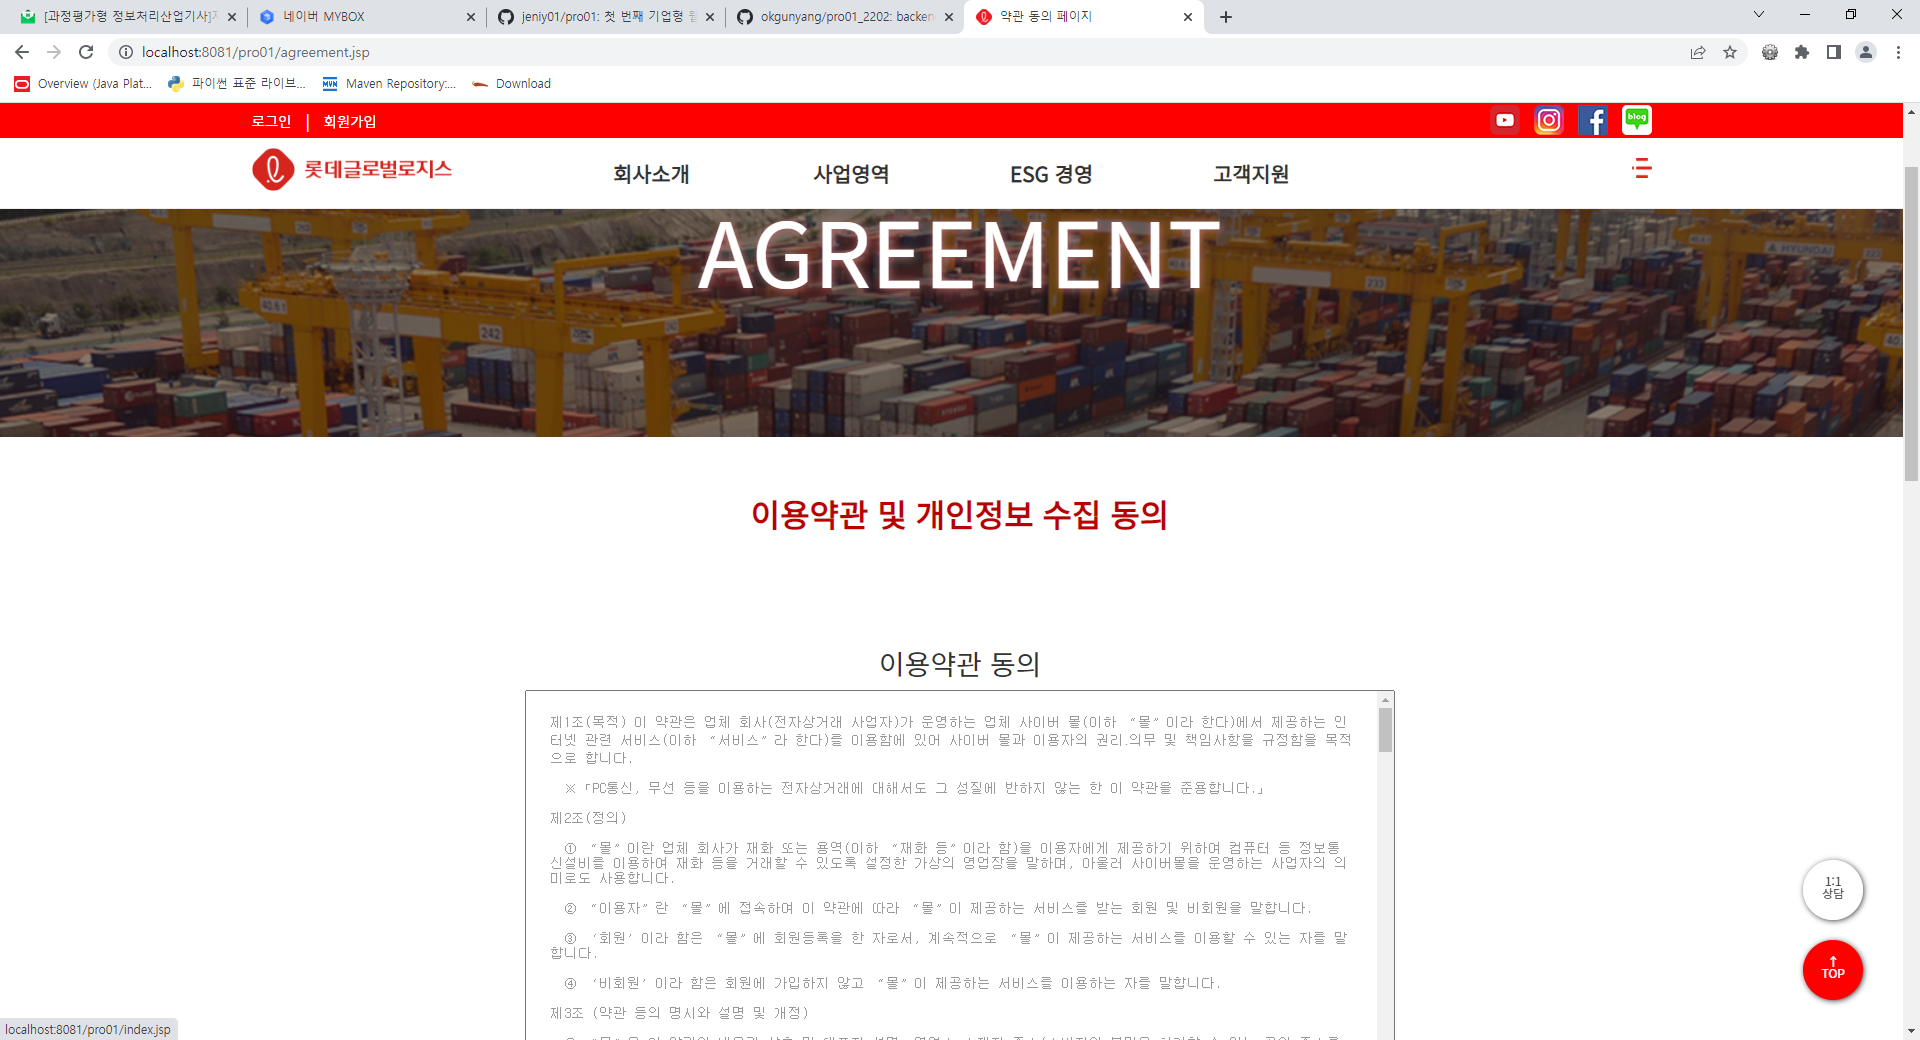 [과정평가형 정보처리산업기사]
네이버 MYBOX
jeniy01/pro01: 첫 번째 기업형 웹
okgunyang/pro01_2202: backen
약관 동의 페이지
localhost:8081/pro01/agreement.jsp
Overview (Java Plat...
파이썬 표준 라이브...
MVN
Maven Repository:...
Download
로그인 | 회원가입
blog
롯데글로벌로지스
회사소개
사업영역
ESG 경영
고객지원
AGREEMENT
40.61
242
233
HYUNDAI
이용약관 및 개인정보 수집 동의
이용약관 동의
제1조(목적) 이 약관은 업체 회사(전자상거래 사업자)가 운영하는 업체 사이버 몰(이하 “몰”이라 한다)에서 제공하는 인
터넷 관련 서비스(이하 “서비스”라 한다)를 이용함에 있어 사이버 몰과 이용자의 권리.의무 및 책임사항을 규정함을 목적
으로 합니다.
※「PC통신, 무선 등을 이용하는 전자상거래에 대해서도 그 성질에 반하지 않는 한 이 약관을 준용합니다.」
제2조(정의)
① “몰”이란 업체 회사가 재화 또는 용역(이하 “재화 등”이라 함)을 이용자에게 제공하기 위하여 컴퓨터 등 정보통
신설비를 이용하여 재화 등을 거래할 수 있도록 설정한 가상의 영업장을 말하며, 아울러 사이버몰을 운영하는 사업자의 의
미로도 사용합니다.
② “이용자”란 “몰”에 접속하여 이 약관에 따라 “몰”이 제공하는 서비스를 받는 회원 및 비회원을 말합니다.
③ ‘회원’이라 함은 “몰”에 회원등록을 한 자로서, 계속적으로 “몰”이 제공하는 서비스를 이용할 수 있는 자를 말
합니다.
④ ‘비회원’이라 함은 회원에 가입하지 않고 “몰”이 제공하는 서비스를 이용하는 자를 말합니다.
제3조 (약관 등의 명시와 설명 및 개정)
1:1
상담
↑
TOP
localhost:8081/pro01/index.jsp